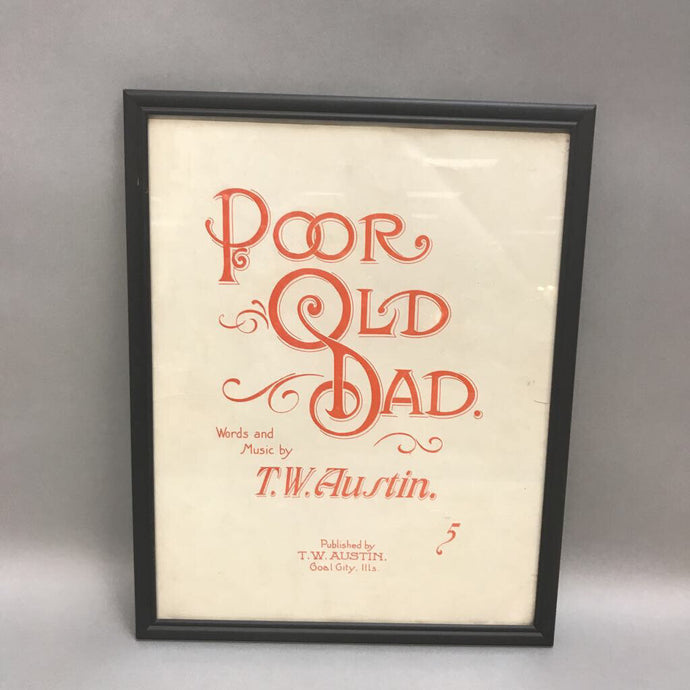 POOR
OLD
DAD.
Words and
Music by
T.W. Austin.
5
Published by
T.W. AUSTIN.
Coal City, Ills.